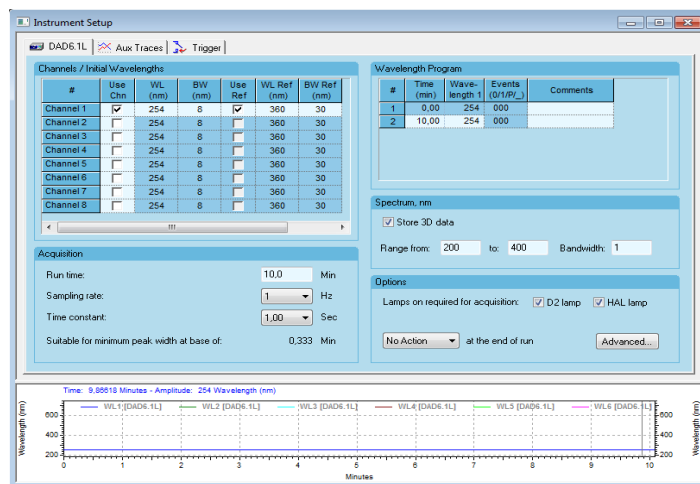 Instrument Setup
DAD6.1L Aux Traces Trigger
Channels / Initial Wavelengths
# Use Chn WL (nm) BW (nm) Use Ref WL Ref (nm) BW Ref (nm)
Channel 1 254 8 360 30
Channel 2 254 8 360 30
Channel 3 254 8 360 30
Channel 4 254 8 360 30
Channel 5 254 8 360 30
Channel 6 254 8 360 30
Channel 7 254 8 360 30
Channel 8 254 8 360 30
Acquisition
Run time: 10,0 Min
Sampling rate: 1 Hz
Time constant: 1,00 Sec
Suitable for minimum peak width at base of: 0,333 Min
Wavelength Program
# Time (min) Wave-length 1 Events (0/1/P/_) Comments
1 0,00 254 000
2 10,00 254 000
Spectrum, nm
Store 3D data
Range from: 200 to: 400 Bandwidth: 1
Options
Lamps on required for acquisition: D2 lamp HAL lamp
No Action at the end of run Advanced...
Time: 9,86618 Minutes - Amplitude: 254 Wavelength (nm)
WL1 [DAD6.1L] WL2 [DAD6.1L] WL3 [DAD6.1L] WL4 [DAD6.1L] WL5 [DAD6.1L] WL6 [DAD6.1L]
Wavelength (nm)
600
400
200
0 1 2 3 4 5 6 7 8 9 10
Minutes
600
400
200
Wavelength (nm)